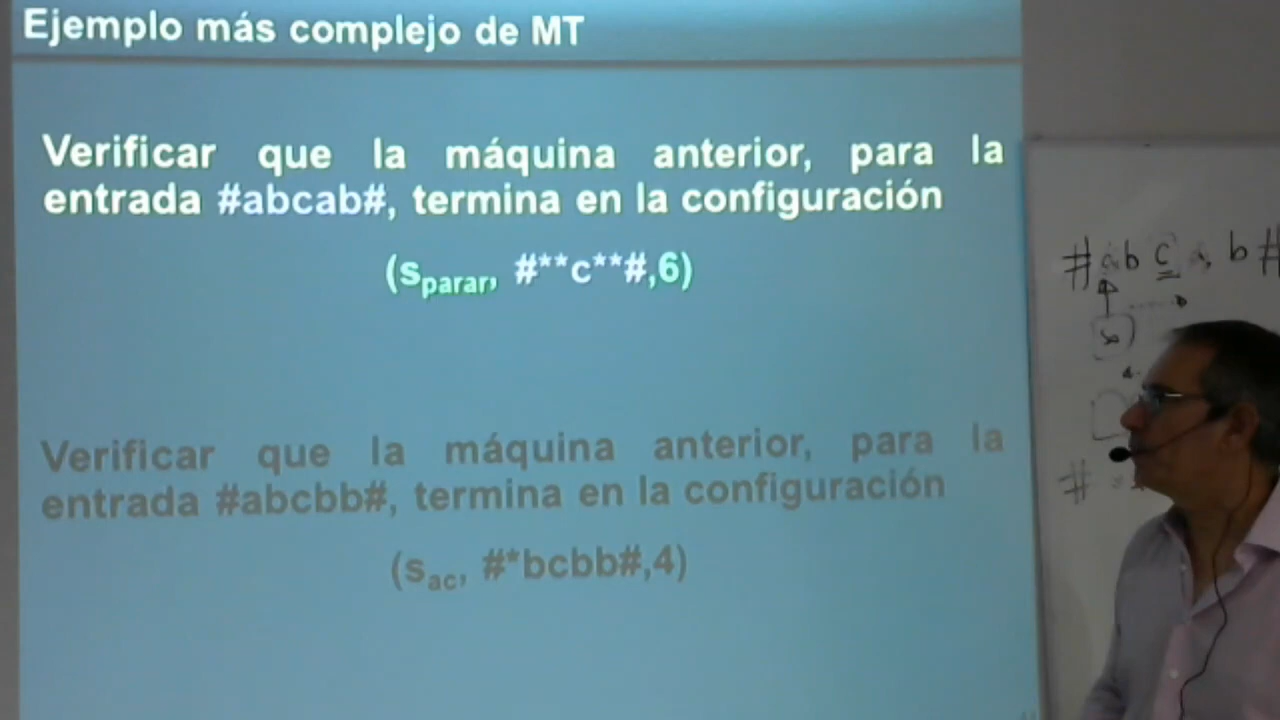 Ejemplo más complejo de MT
Verificar que la máquina anterior, para la
entrada #abcab#, termina en la configuración
(sparar, #**c**#,6)
Verificar que la máquina anterior, para la
entrada #abcbb#, termina en la configuración
(sac, #*bcbb#,4)
#abc a, b#
#